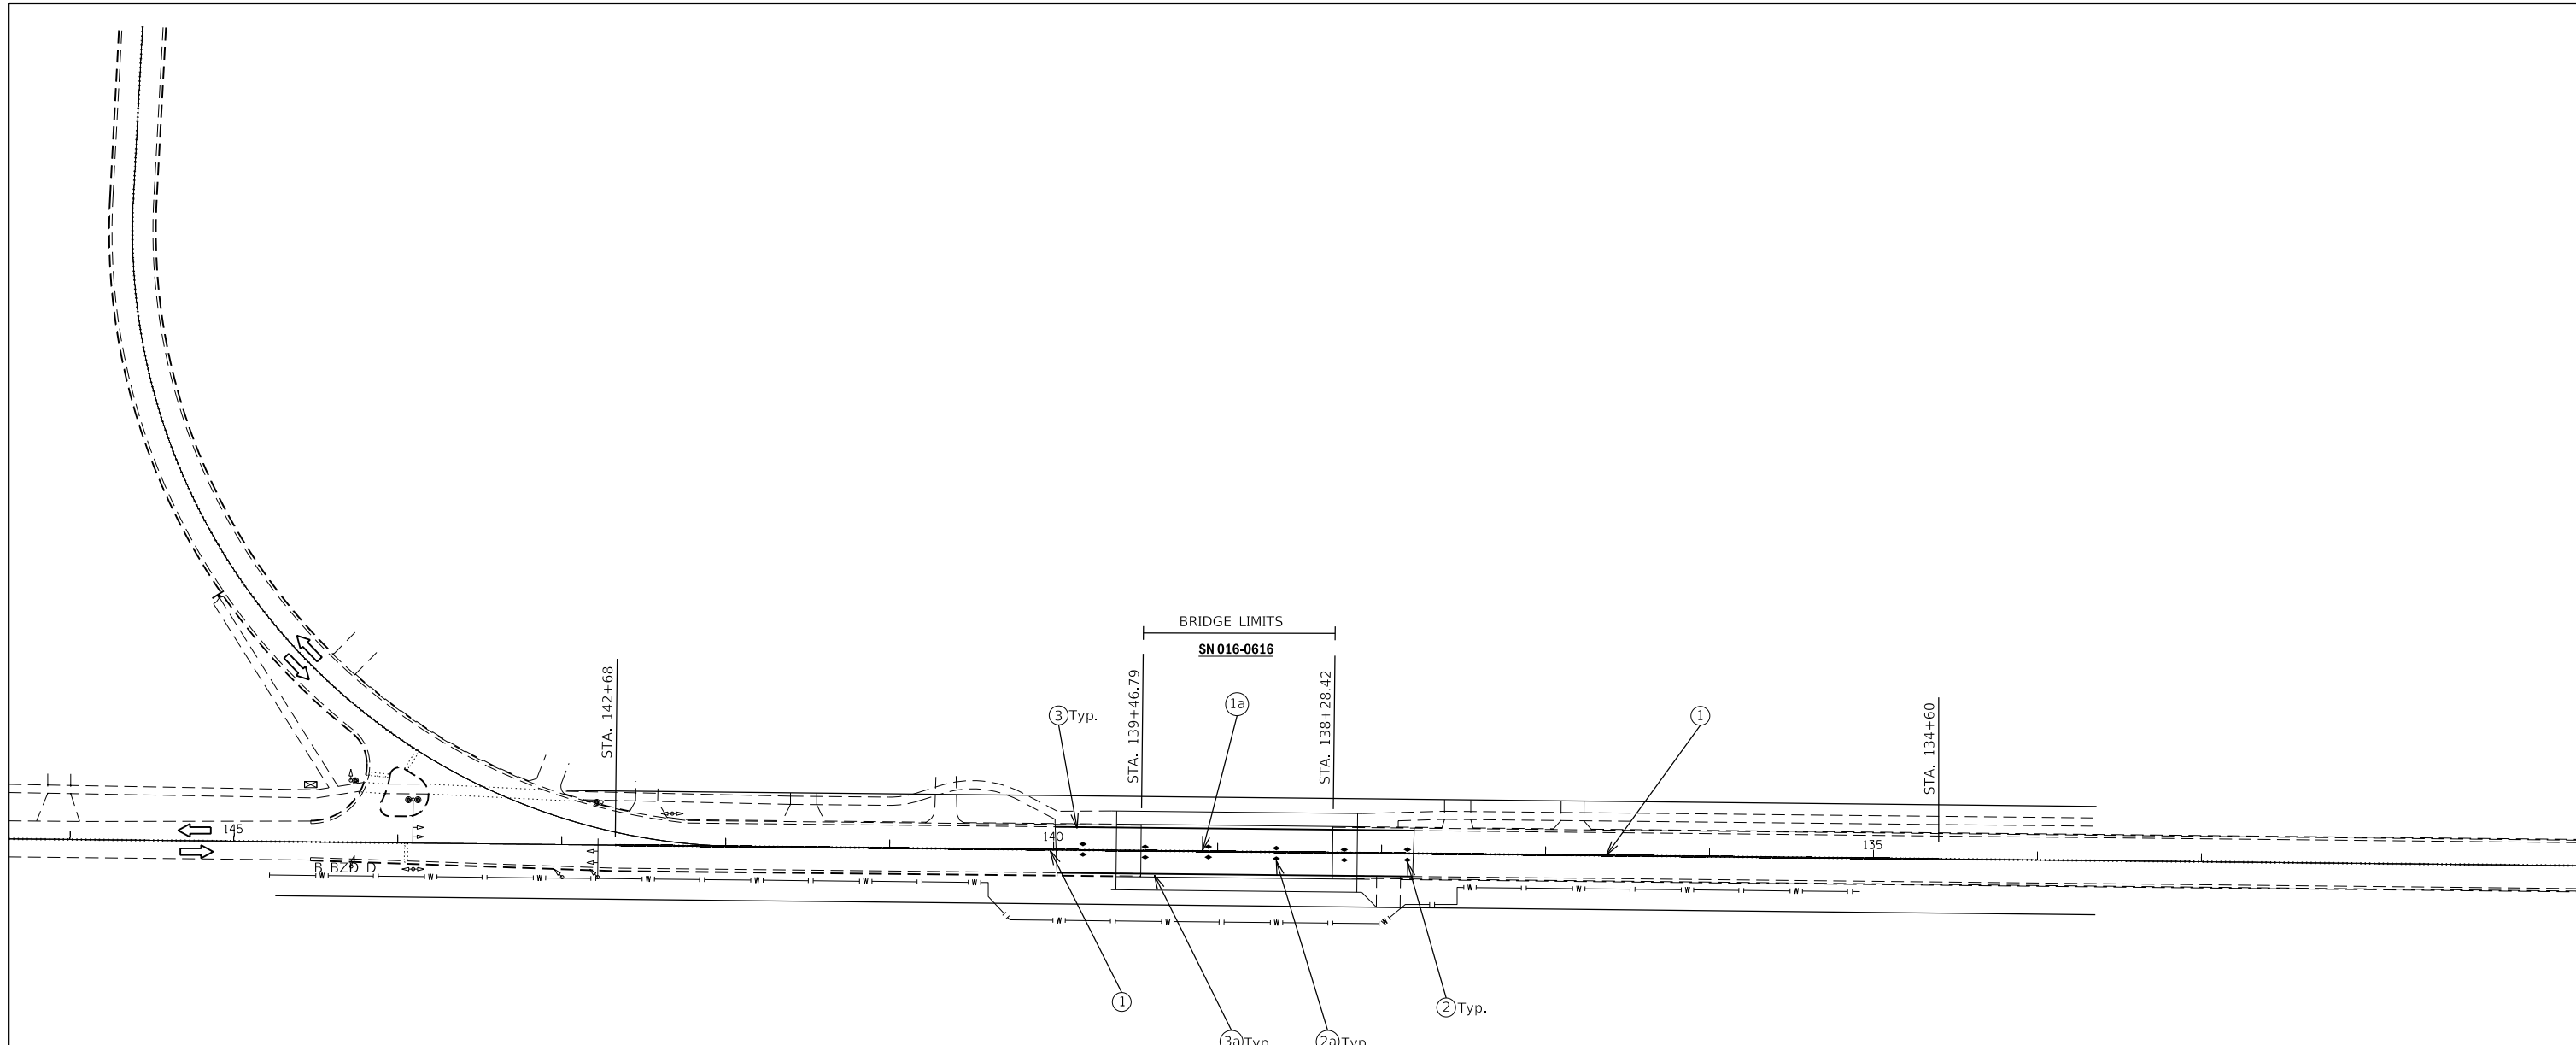 BRIDGE LIMITS
SN 016-0616
STA. 142+68
STA. 139+46.79
STA. 138+28.42
STA. 134+60
3 Typ.
1a
1
145
140
135
B BZD D
W W W W W W W W W W W W W W W
1
2 Typ.
3a Typ.
2a Typ.